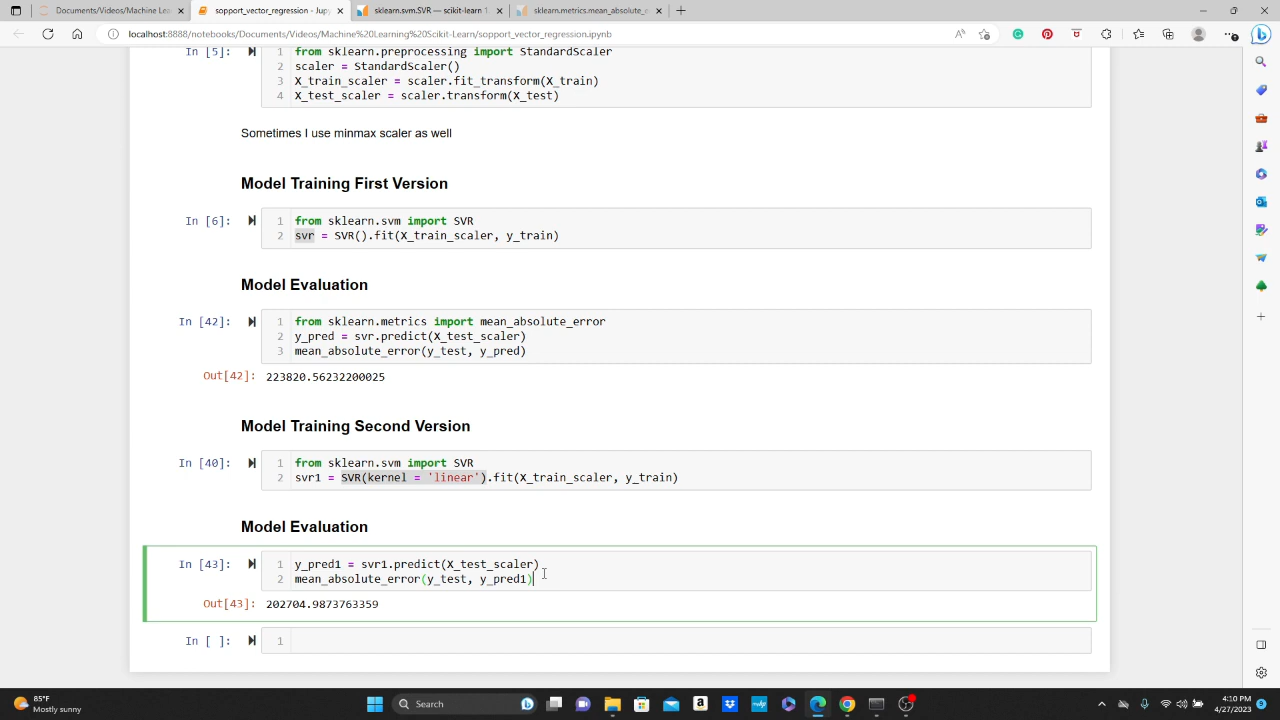 Documents/Videos/Machine Lea
support_vector_regression - Jup
sklearn.svm.SVR — scikit-learn 1
sklearn.metrics.mean_absolute_e
localhost:8888/notebooks/Documents/Videos/Machine%20Learning%20Scikit-Learn/sopport_vector_regression.ipynb
In [5]:
1 from sklearn.preprocessing import StandardScaler
2 scaler = StandardScaler()
3 X_train_scaler = scaler.fit_transform(X_train)
4 X_test_scaler = scaler.transform(X_test)
Sometimes I use minmax scaler as well
Model Training First Version
In [6]:
1 from sklearn.svm import SVR
2 svr = SVR().fit(X_train_scaler, y_train)
Model Evaluation
In [42]:
1 from sklearn.metrics import mean_absolute_error
2 y_pred = svr.predict(X_test_scaler)
3 mean_absolute_error(y_test, y_pred)
Out[42]: 223820.56232200025
Model Training Second Version
In [40]:
1 from sklearn.svm import SVR
2 svr1 = SVR(kernel = 'linear').fit(X_train_scaler, y_train)
Model Evaluation
In [43]:
1 y_pred1 = svr1.predict(X_test_scaler)
2 mean_absolute_error(y_test, y_pred1)
Out[43]: 202704.9873763359
In [ ]:
1
85°F
Mostly sunny
Search
4:10 PM
4/27/2023